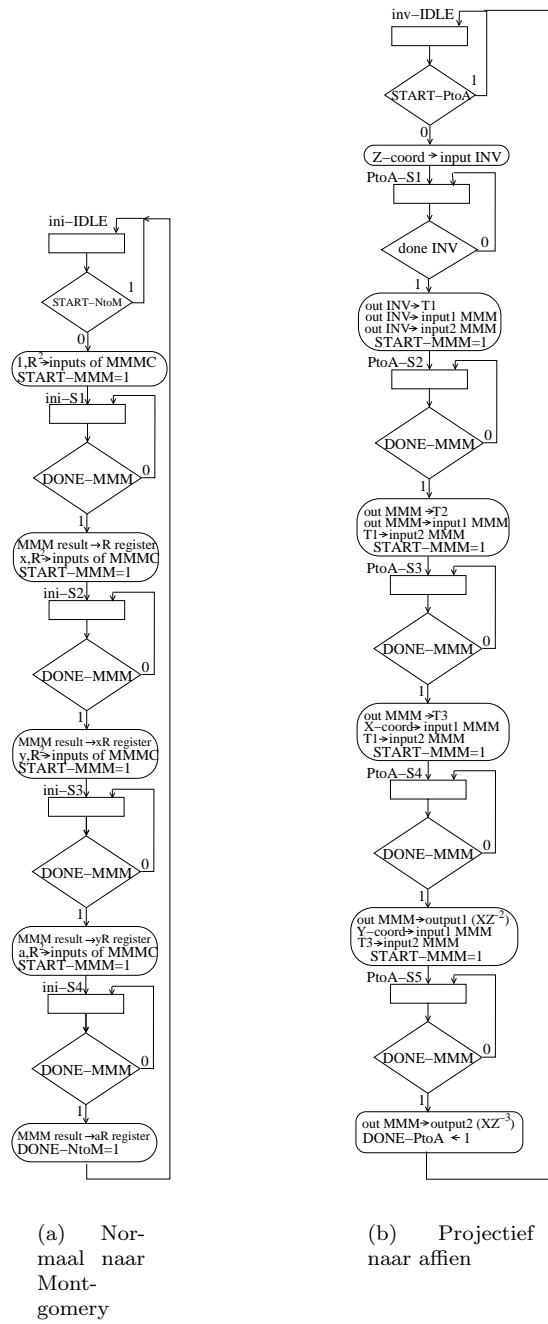 ini–IDLE
1
START–NtoM
0
1,R²→inputs of MMMC
START–MMM=1
ini–S1
0
DONE–MMM
1
MMM result→R register
x,R²→inputs of MMMC
START–MMM=1
ini–S2
0
DONE–MMM
1
MMM result→xR register
y,R²→inputs of MMMC
START–MMM=1
ini–S3
0
DONE–MMM
1
MMM result→yR register
a,R²→inputs of MMMC
START–MMM=1
ini–S4
0
DONE–MMM
1
MMM result→aR register
DONE–NtoM=1
(a) Nor-
maal naar
Mont-
gomery
inv–IDLE
1
START–PtoA
0
Z–coord→input INV
PtoA–S1
0
done INV
1
out INV→T1
out INV→input1 MMM
out INV→input2 MMM
START–MMM=1
PtoA–S2
0
DONE–MMM
1
out MMM→T2
out MMM→input1 MMM
T1→input2 MMM
START–MMM=1
PtoA–S3
0
DONE–MMM
1
out MMM→T3
X–coord→input1 MMM
T1→input2 MMM
START–MMM=1
PtoA–S4
0
DONE–MMM
1
out MMM→output1 (XZ⁻²)
Y–coord→input1 MMM
T3→input2 MMM
START–MMM=1
PtoA–S5
0
DONE–MMM
1
out MMM→output2 (XZ⁻³)
DONE–PtoA ← 1
(b) Projectief
naar affien